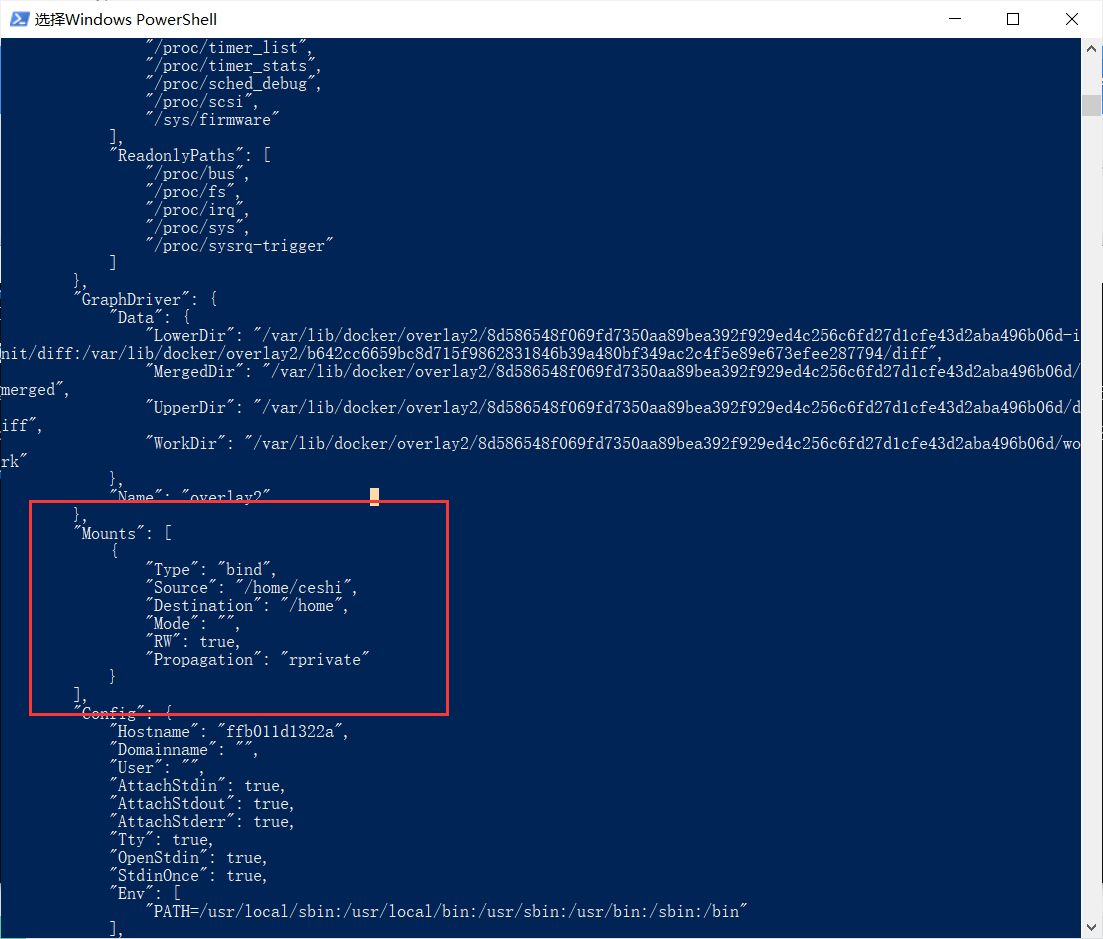 选择Windows PowerShell
"/proc/timer_list",
"/proc/timer_stats",
"/proc/sched_debug",
"/proc/scsi",
"/sys/firmware"
],
"ReadonlyPaths": [
"/proc/bus",
"/proc/fs",
"/proc/irq",
"/proc/sys",
"/proc/sysrq-trigger"
]
},
"GraphDriver": {
"Data": {
"LowerDir": "/var/lib/docker/overlay2/8d586548f069fd7350aa89bea392f929ed4c256c6fd27d1cfe43d2aba496b06d-i
nit/diff:/var/lib/docker/overlay2/b642cc6659bc8d715f9862831846b39a480bf349ac2c4f5e89e673efee287794/diff",
"MergedDir": "/var/lib/docker/overlay2/8d586548f069fd7350aa89bea392f929ed4c256c6fd27d1cfe43d2aba496b06d/
merged",
"UpperDir": "/var/lib/docker/overlay2/8d586548f069fd7350aa89bea392f929ed4c256c6fd27d1cfe43d2aba496b06d/d
iff",
"WorkDir": "/var/lib/docker/overlay2/8d586548f069fd7350aa89bea392f929ed4c256c6fd27d1cfe43d2aba496b06d/wo
rk"
},
"Name": "overlay2"
},
"Mounts": [
{
"Type": "bind",
"Source": "/home/ceshi",
"Destination": "/home",
"Mode": "",
"RW": true,
"Propagation": "rprivate"
}
],
"Config": {
"Hostname": "ffb011d1322a",
"Domainname": "",
"User": "",
"AttachStdin": true,
"AttachStdout": true,
"AttachStderr": true,
"Tty": true,
"OpenStdin": true,
"StdinOnce": true,
"Env": [
"PATH=/usr/local/sbin:/usr/local/bin:/usr/sbin:/usr/bin:/sbin:/bin"
],